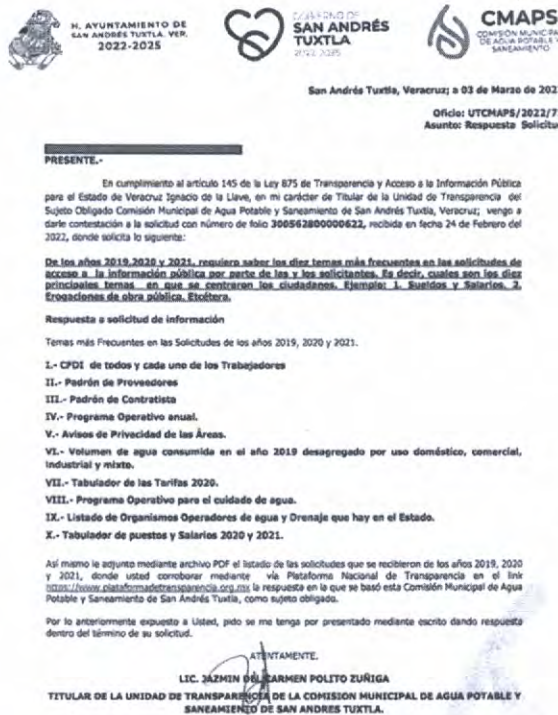 H. AYUNTAMIENTO DE
SAN ANDRÉS TUXTLA, VER.
2022-2025
GOBIERNO DE
SAN ANDRÉS
TUXTLA
2022-2025
CMAPS
COMISIÓN MUNICIPAL
DE AGUA POTABLE Y
SANEAMIENTO
San Andrés Tuxtla, Veracruz; a 03 de Marzo de 202
Oficio: UTCMAPS/2022/7
Asunto: Respuesta Solicitu
PRESENTE.-
En cumplimiento al artículo 145 de la Ley 875 de Transparencia y Acceso a la Información Pública
para el Estado de Veracruz Ignacio de la Llave, en mi carácter de Titular de la Unidad de Transparencia del
Sujeto Obligado Comisión Municipal de Agua Potable y Saneamiento de San Andrés Tuxtla, Veracruz; vengo a
darle contestación a la solicitud con número de folio 300562800000622, recibida en fecha 24 de Febrero del
2022, donde solicita lo siguiente:
De los años 2019,2020 y 2021, requiero saber los diez temas más frecuentes en las solicitudes de
acceso a la información pública por parte de las y los solicitantes. Es decir, cuales son los diez
principales temas en que se centraron los ciudadanos. Ejemplo: 1. Sueldos y Salarios. 2.
Erogaciones de obra pública. Etcétera.
Respuesta a solicitud de información
Temas más Frecuentes en las Solicitudes de los años 2019, 2020 y 2021.
I.- CFDI de todos y cada uno de los Trabajadores
II.- Padrón de Proveedores
III.- Padrón de Contratista
IV.- Programa Operativo anual.
V.- Avisos de Privacidad de las Áreas.
VI.- Volumen de agua consumida en el año 2019 desagregado por uso doméstico, comercial,
industrial y mixto.
VII.- Tabulador de las Tarifas 2020.
VIII.- Programa Operativo para el cuidado de agua.
IX.- Listado de Organismos Operadores de agua y Drenaje que hay en el Estado.
X.- Tabulador de puestos y Salarios 2020 y 2021.
Así mismo le adjunto mediante archivo PDF el listado de las solicitudes que se recibieron de los años 2019, 2020
y 2021, donde usted corroborar mediante vía Plataforma Nacional de Transparencia en el link
https://www.plataformadetransparencia.org.mx la respuesta en la que se basó esta Comisión Municipal de Agua
Potable y Saneamiento de San Andrés Tuxtla, como sujeto obligado.
Por lo anteriormente expuesto a Usted, pido se me tenga por presentado mediante escrito dando respuesta
dentro del término de su solicitud.
ATENTAMENTE.
LIC. JAZMIN DEL CARMEN POLITO ZUÑIGA
TITULAR DE LA UNIDAD DE TRANSPARENCIA DE LA COMISION MUNICIPAL DE AGUA POTABLE Y
SANEAMIENTO DE SAN ANDRES TUXTLA.